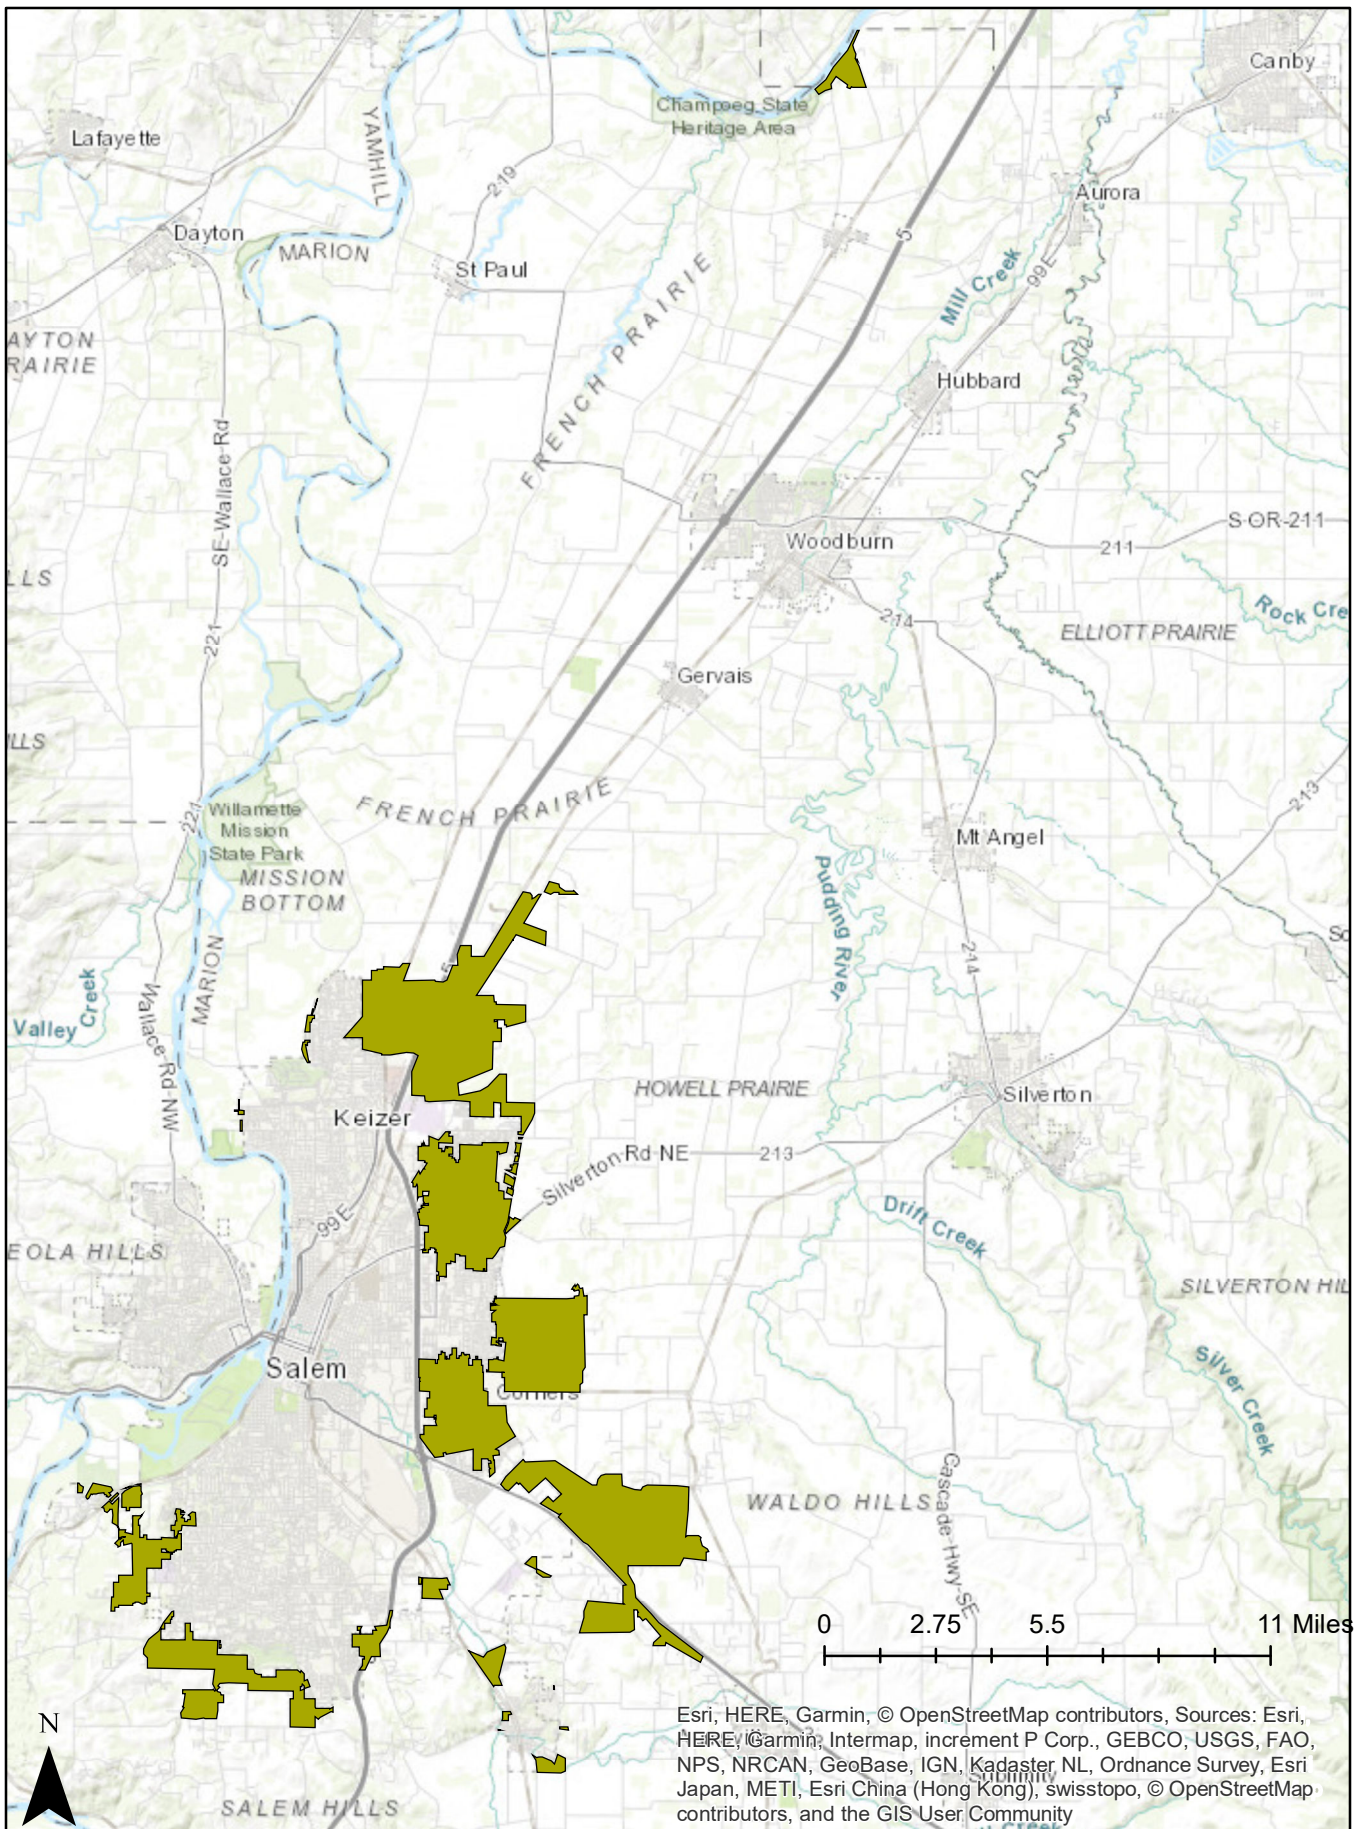 Canby
Champoeg State
Heritage Area
Lafayette
YAMHILL
219
Aurora
Dayton
MARION
5
St Paul
Mill Creek
99E
FRENCH PRAIRIE
AYTON
RAIRIE
Hubbard
SE-Wallace-Rd
S-OR-211
Woodburn
211
LLS
Rock Cre
214
ELLIOTT PRAIRIE
221
Gervais
ILLS
213
FRENCH PRAIRIE
221
Willamette
Mission
State Park
Mt Angel
MISSION
BOTTOM
Pudding River
MARION
214
So
5
Valley Creek
Wallace-Rd-NW
HOWELL PRAIRIE
Silverton
Keizer
Silverton-Rd-NE
213
99E
Drift Creek
EOLA HILLS
SILVERTON HIL
Salem
Silver Creek
Corners
WALDO HILLS
Cascade-Hwy-SE
0 2.75 5.5 11 Miles
N
Esri, HERE, Garmin, © OpenStreetMap contributors, Sources: Esri,
HERE, Garmin, Intermap, increment P Corp., GEBCO, USGS, FAO,
NPS, NRCAN, GeoBase, IGN, Kadaster NL, Ordnance Survey, Esri
Japan, METI, Esri China (Hong Kong), swisstopo, © OpenStreetMap
contributors, and the GIS User Community
Sublimity
SALEM HILLS
Creek